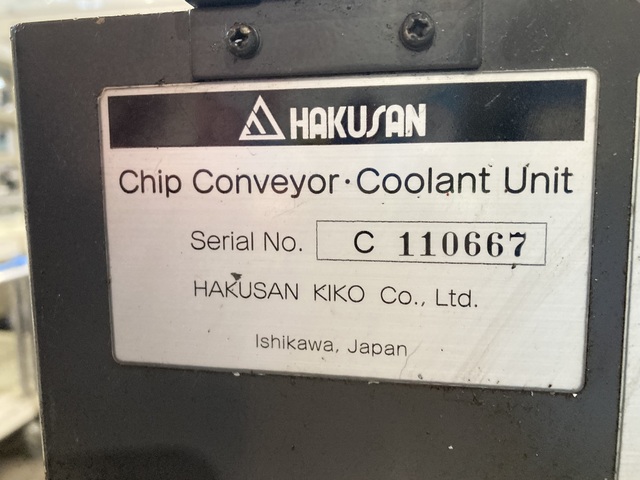 HAKUSAN
Chip Conveyor·Coolant Unit
Serial No. C 110667
HAKUSAN KIKO Co., Ltd.
Ishikawa, Japan